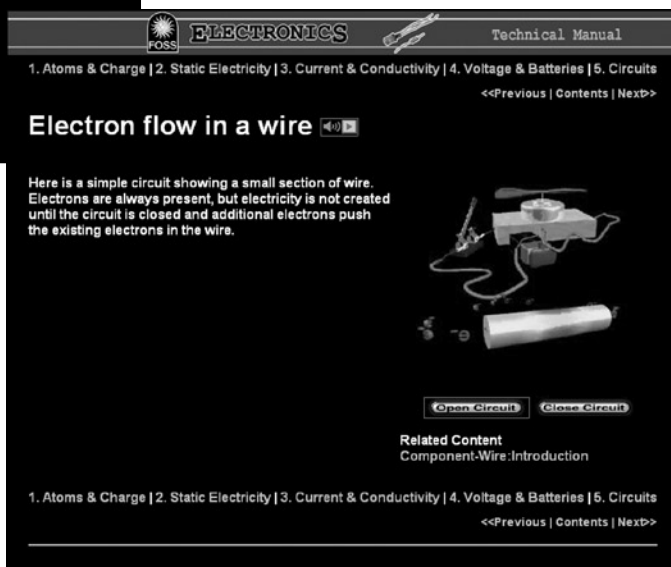 FOSS
ELECTRONICS
Technical Manual
1. Atoms & Charge | 2. Static Electricity | 3. Current & Conductivity | 4. Voltage & Batteries | 5. Circuits
<<Previous | Contents | Next>>
Electron flow in a wire
Here is a simple circuit showing a small section of wire.
Electrons are always present, but electricity is not created
until the circuit is closed and additional electrons push
the existing electrons in the wire.
Open Circuit
Close Circuit
Related Content
Component-Wire:Introduction
1. Atoms & Charge | 2. Static Electricity | 3. Current & Conductivity | 4. Voltage & Batteries | 5. Circuits
<<Previous | Contents | Next>>